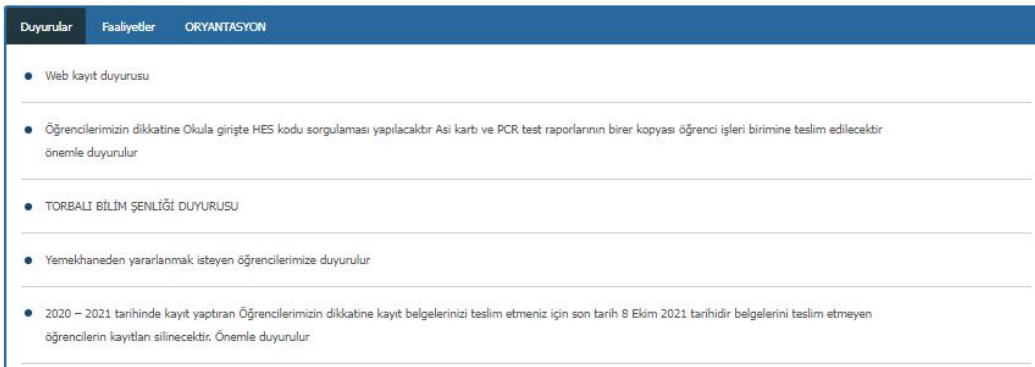 Duyurular Faaliyetler ORYANTASYON
Web kayıt duyurusu
Öğrencilerimizin dikkatine Okula girişte HES kodu sorgulaması yapılacaktır Asi kartı ve PCR test raporlarının birer kopyası öğrenci işleri birimine teslim edilecektir
önemle duyurulur
TORBALI BİLİM ŞENLİĞİ DUYURUSU
Yemekhaneden yararlanmak isteyen öğrencilerimize duyurulur
2020 – 2021 tarihinde kayıt yaptıran Öğrencilerimizin dikkatine kayıt belgelerinizi teslim etmeniz için son tarih 8 Ekim 2021 tarihidir belgelerini teslim etmeyen
öğrencilerin kayıtları silinecektir. Önemle duyurulur